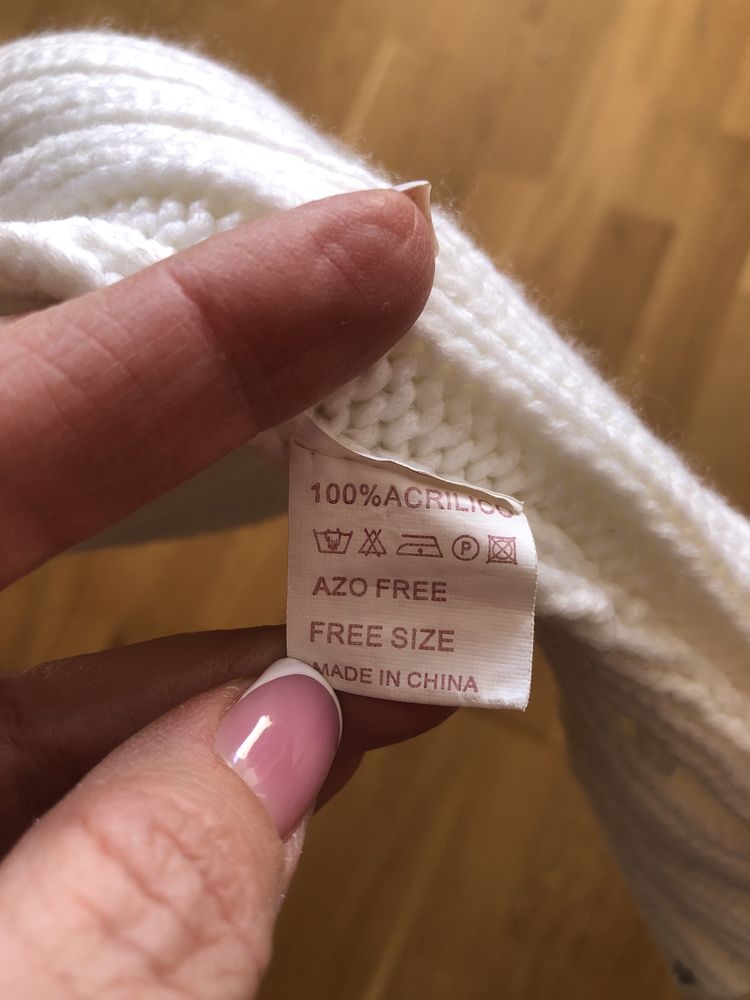 100%ACRILICO
P
AZO FREE
FREE SIZE
MADE IN CHINA